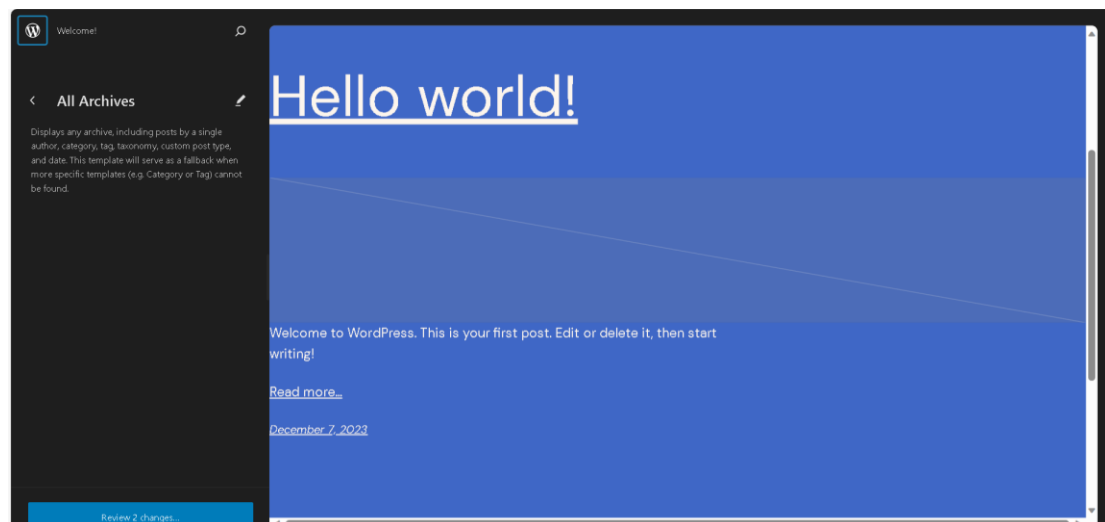 Welcome!
All Archives
Displays any archive, including posts by a single
author, category, tag, taxonomy, custom post type,
and date. This template will serve as a fallback when
more specific templates (e.g. Category or Tag) cannot
be found.
Review 2 changes...
Hello world!
Welcome to WordPress. This is your first post. Edit or delete it, then start
writing!
Read more...
December 7, 2023